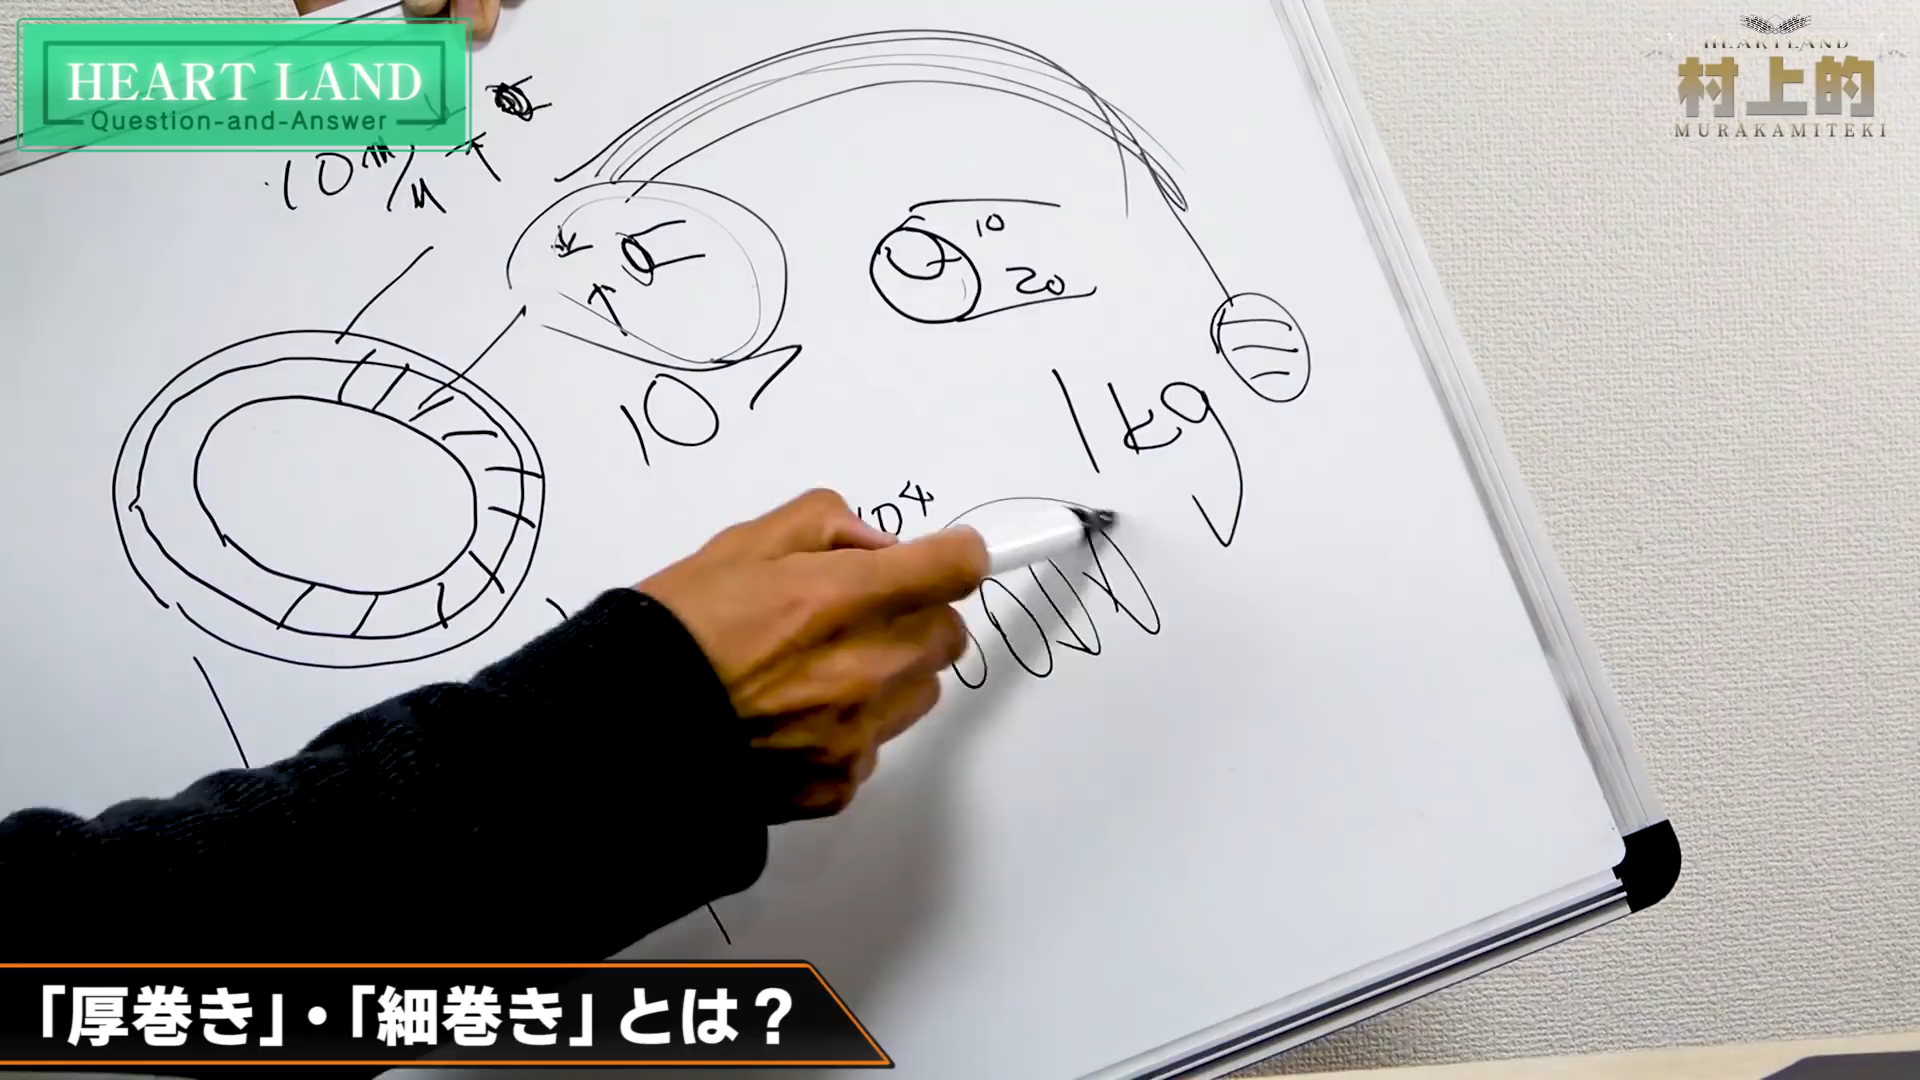 HEART LAND
Question-and-Answer
HEARTLAND
村上的
MURAKAMITEKI
10
10
20
10
1kg
「厚巻き」・「細巻き」とは？